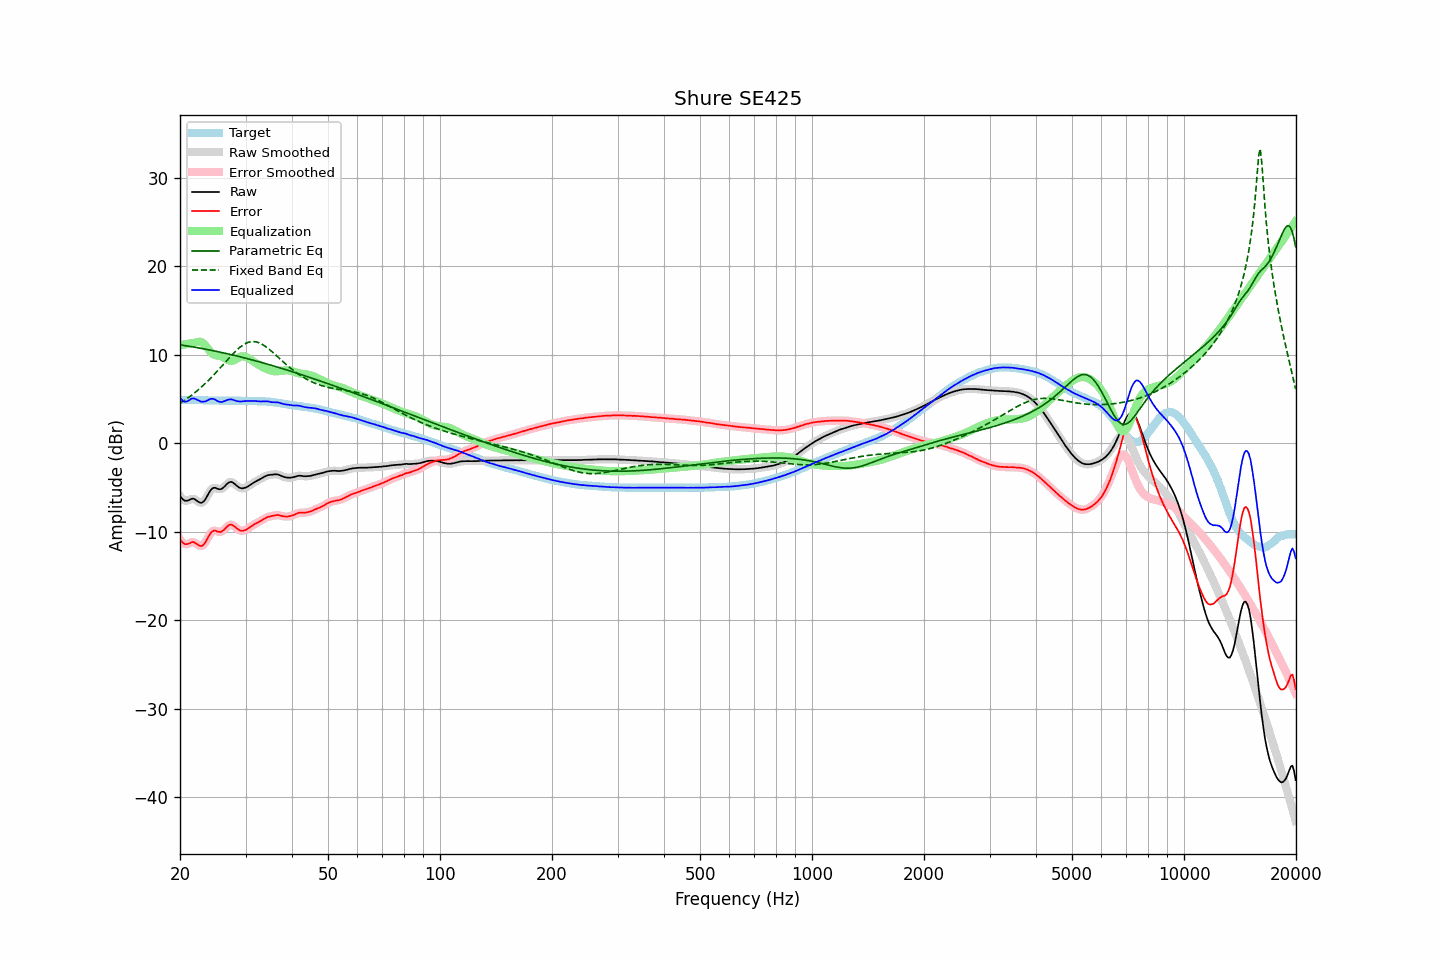 Shure SE425
Target
Raw Smoothed
Error Smoothed
Raw
Error
Equalization
Parametric Eq
Fixed Band Eq
Equalized
30
20
10
0
−10
−20
−30
−40
Amplitude (dBr)
20 50 100 200 500 1000 2000 5000 10000 20000
Frequency (Hz)